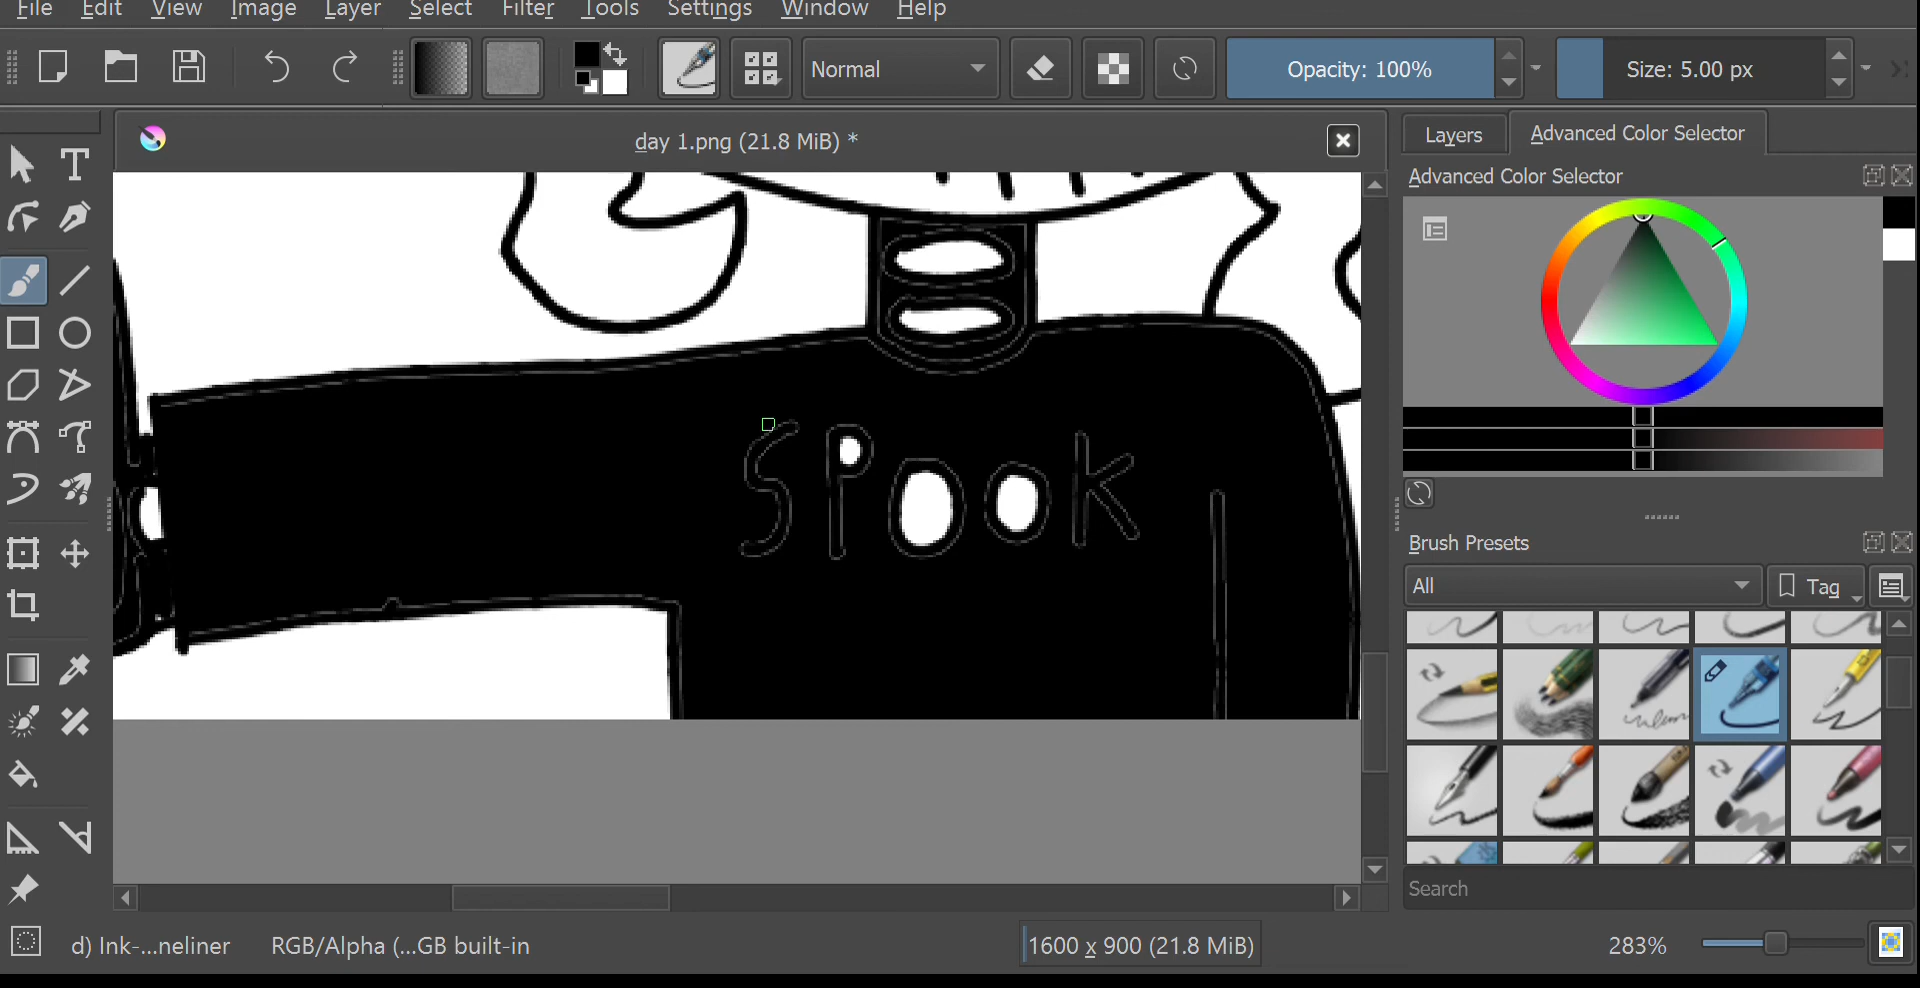 File Edit View Image Layer Select Filter Tools Settings Window Help
Normal Opacity: 100% Size: 5.00 px
day 1.png (21.8 MiB) *
Layers Advanced Color Selector
Advanced Color Selector
SPOOK
Brush Presets
All Tag
Search
d) Ink-...neliner RGB/Alpha (...GB built-in 1600 x 900 (21.8 MiB) 283%